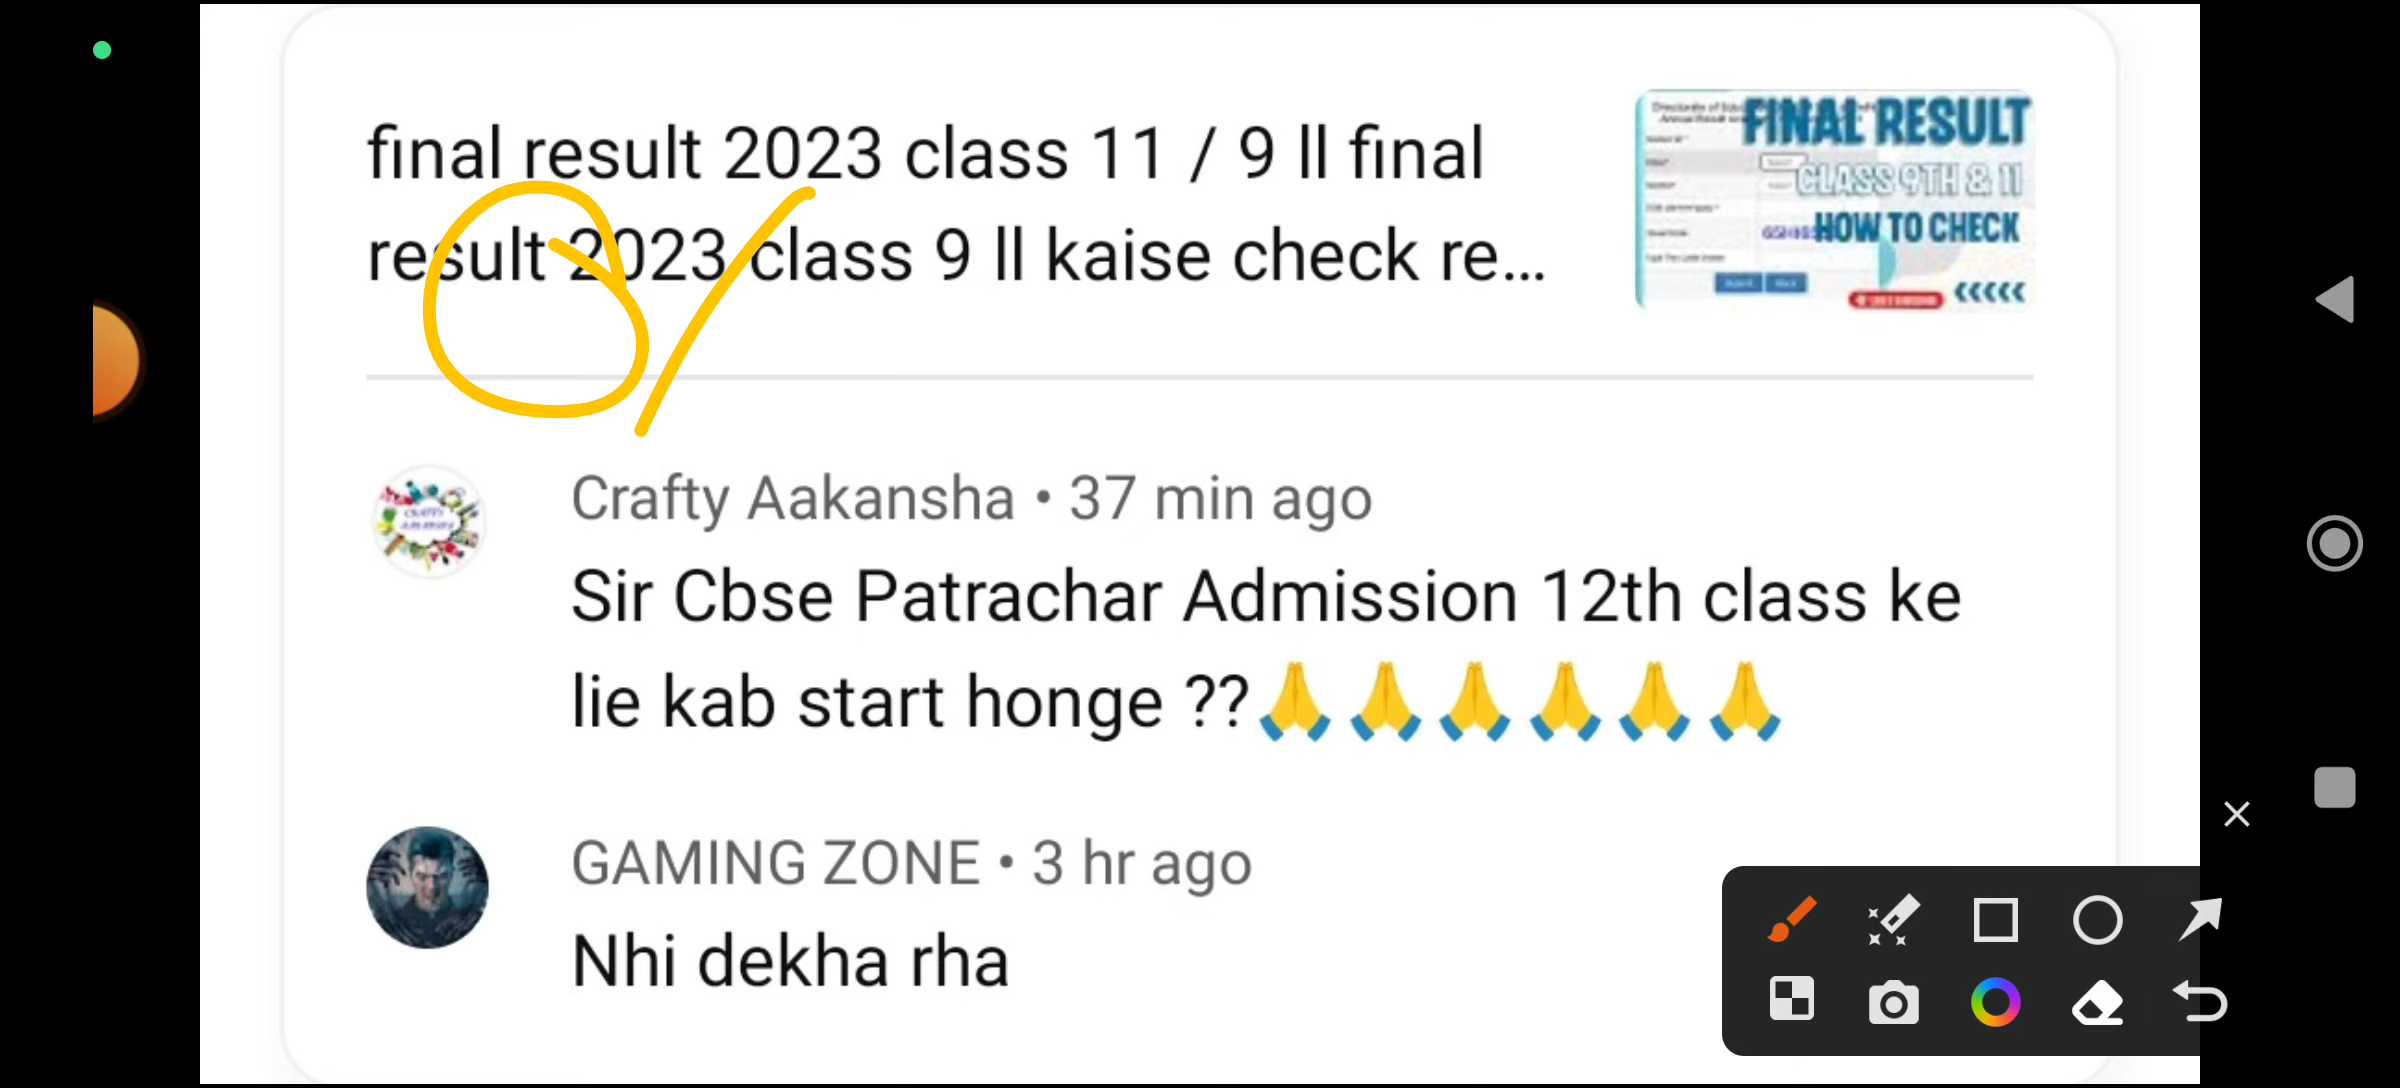 final result 2023 class 11 / 9 ll final
result 2023 class 9 ll kaise check re...
FINAL RESULT
CLASS 9TH & 11
HOW TO CHECK
Crafty Aakansha • 37 min ago
Sir Cbse Patrachar Admission 12th class ke
lie kab start honge ??🙏🙏🙏🙏🙏🙏
GAMING ZONE • 3 hr ago
Nhi dekha rha